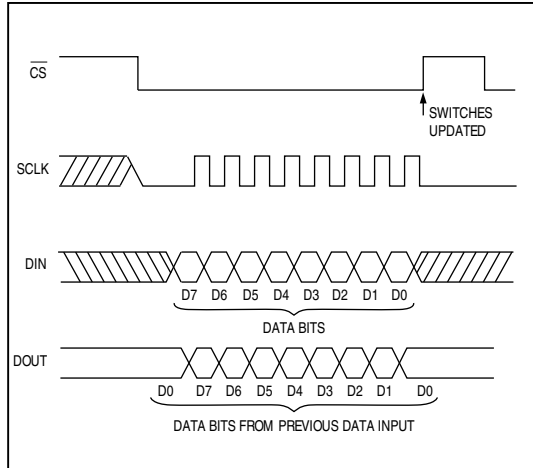 CS
SWITCHES
UPDATED
SCLK
DIN
D7 D6 D5 D4 D3 D2 D1 D0
DATA BITS
DOUT
D0 D7 D6 D5 D4 D3 D2 D1 D0
DATA BITS FROM PREVIOUS DATA INPUT